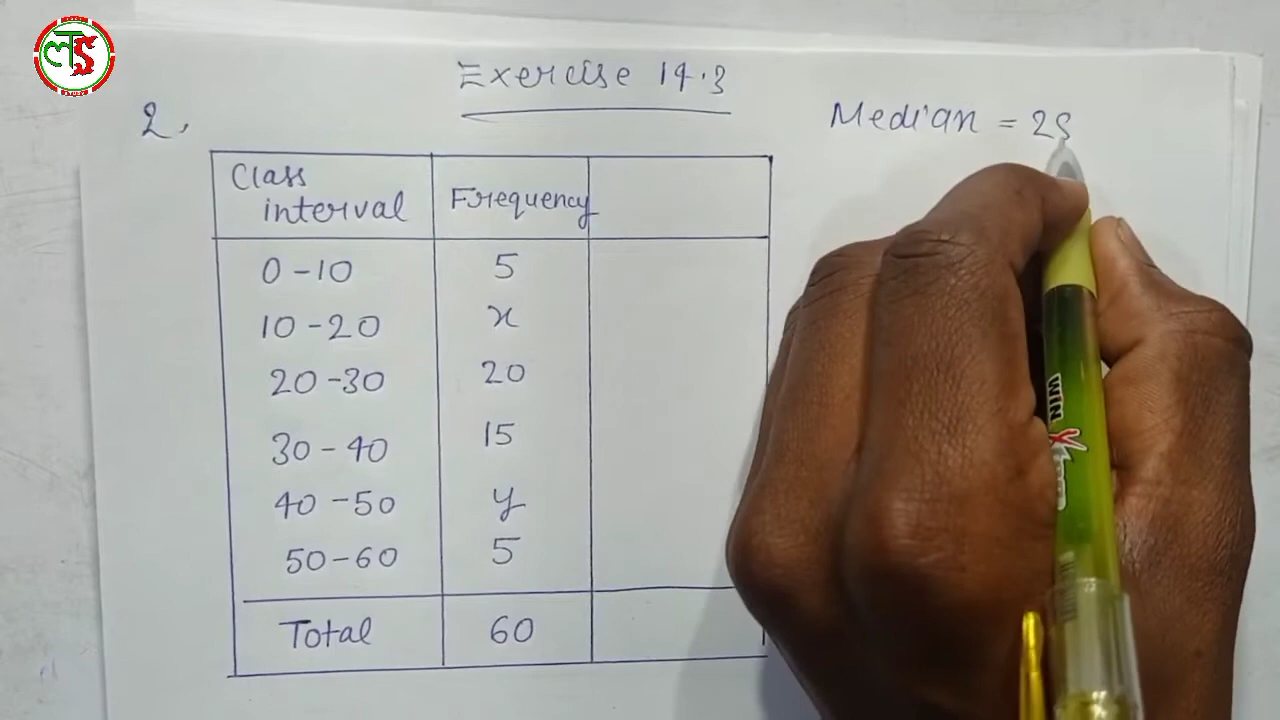 Exercise 14.3
2.
Median = 28
Class interval Frequency
0-10 5
10-20 x
20-30 20
30-40 15
40-50 y
50-60 5
Total 60
WIN